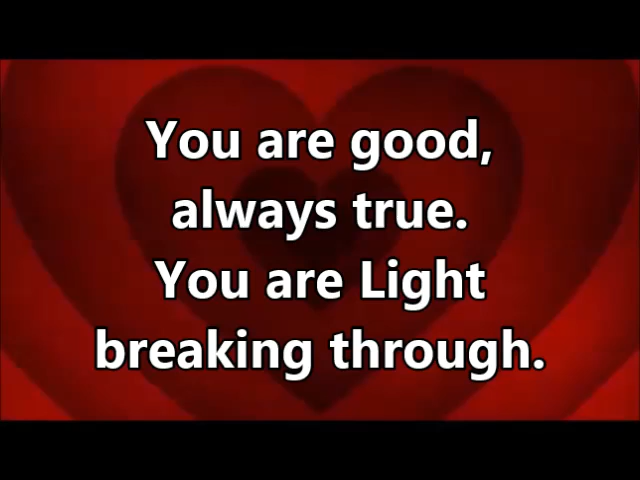 You are good,
always true.
You are Light
breaking through.